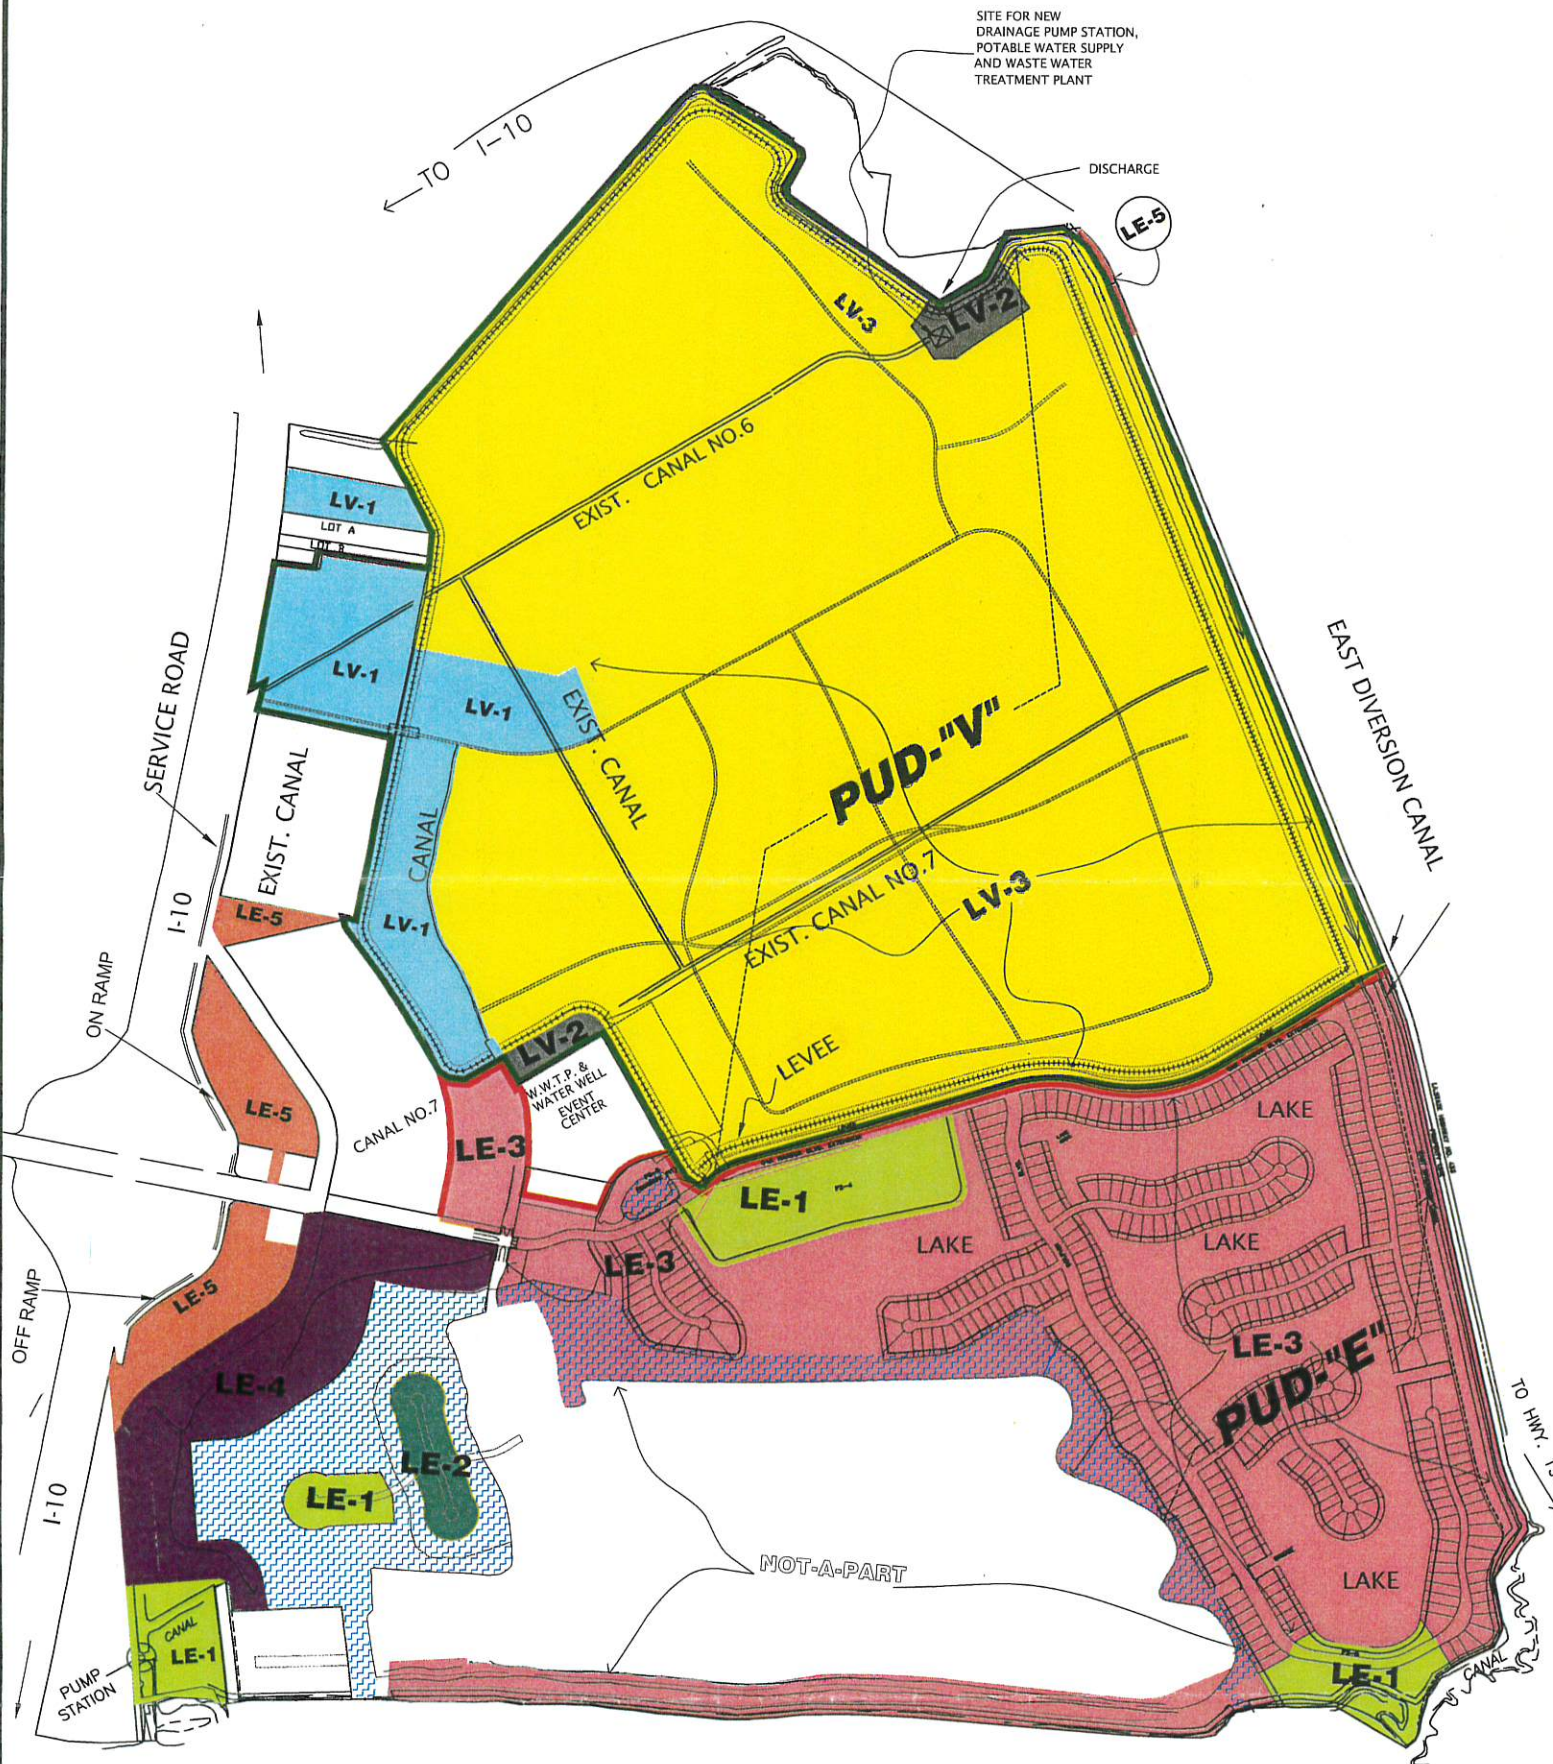 SITE FOR NEW
DRAINAGE PUMP STATION,
POTABLE WATER SUPPLY
AND WASTE WATER
TREATMENT PLANT
←TO I-10
DISCHARGE
LE-5
LV-3
LV-2
EXIST. CANAL NO.6
LV-1
LOT A
LOT B
LV-1
LV-1
EXIST. CANAL
SERVICE ROAD
EAST DIVERSION CANAL
PUD-"V"
EXIST. CANAL
CANAL
EXIST. CANAL NO.7
LV-3
I-10
LE-5
LV-1
ON RAMP
LV-2
W.W.T.P. &
WATER WELL
EVENT
CENTER
LEVEE
CANAL NO.7
LE-5
LE-3
LAKE
LE-1
LAKE
LAKE
LE-3
OFF RAMP
LE-5
LE-3
PUD-"E"
LE-4
TO HWY.
LE-2
LE-1
I-10
NOT-A-PART
LAKE
CANAL
LE-1
PUMP
STATION
LE-1
CANAL